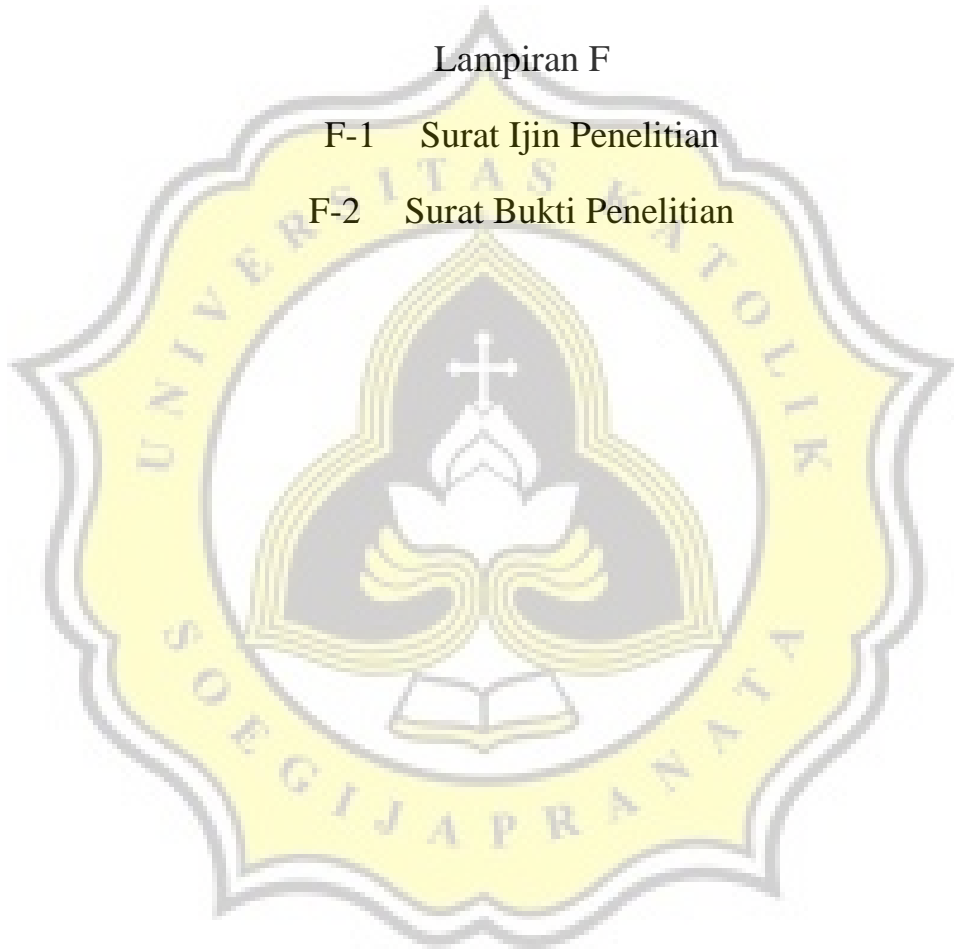 Lampiran F
F-1 Surat Ijin Penelitian
F-2 Surat Bukti Penelitian
UNIVERSITAS KATOLIK
SOEGIJAPRANATA